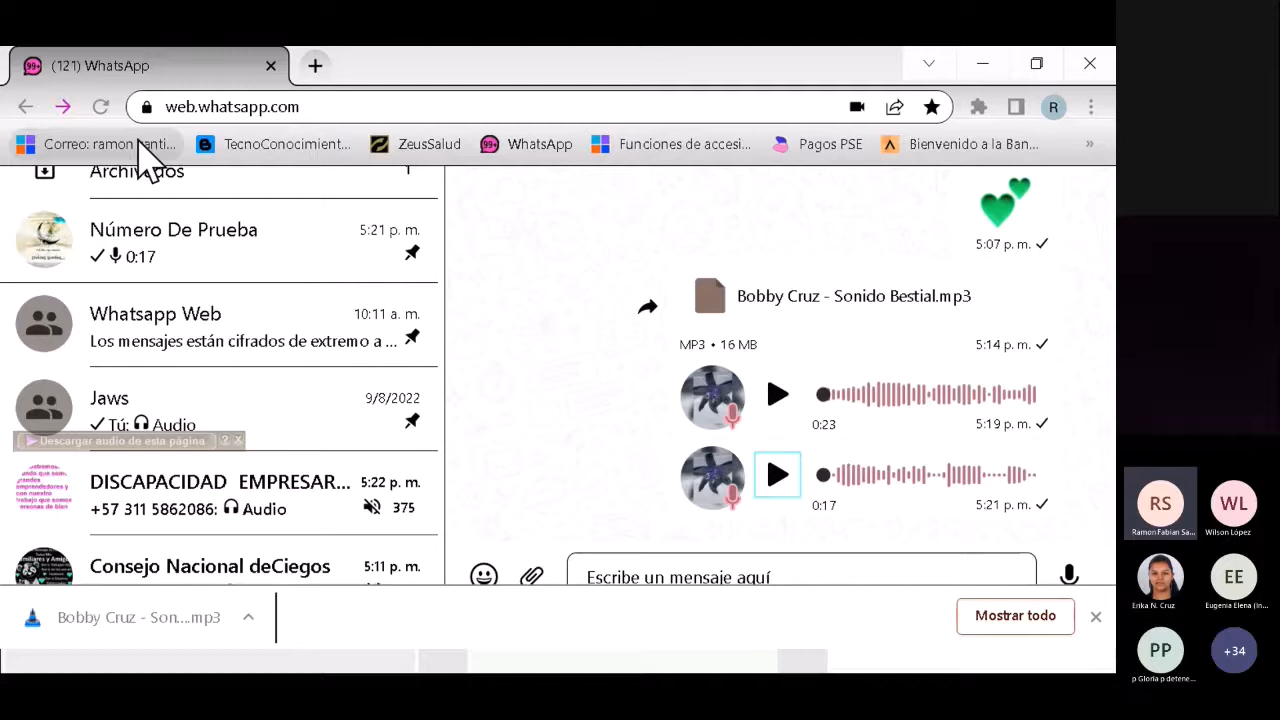 (121) WhatsApp
web.whatsapp.com
R
Correo: ramon
TecnoConocimient...
ZeusSalud
WhatsApp
Funciones de accesi...
Pagos PSE
Bienvenido a la Ban...
»
Archivados
1
Número De Prueba
5:21 p. m.
0:17
Whatsapp Web
10:11 a. m.
Los mensajes están cifrados de extremo a ...
Jaws
9/8/2022
Tú: Audio
Descargar audio de esta página ? X
DISCAPACIDAD EMPRESAR...
5:22 p. m.
+57 311 5862086: Audio
375
Consejo Nacional deCiegos
5:11 p. m.
5:07 p. m.
Bobby Cruz - Sonido Bestial.mp3
MP3 • 16 MB
5:14 p. m.
0:23
5:19 p. m.
0:17
5:21 p. m.
Escribe un mensaje aquí
Bobby Cruz - Son....mp3
Mostrar todo
RS
Ramon Fabian Sa...
WL
Wilson López
Erika N. Cruz
EE
Eugenia Elena (In...
PP
p Gloria p detene...
+34